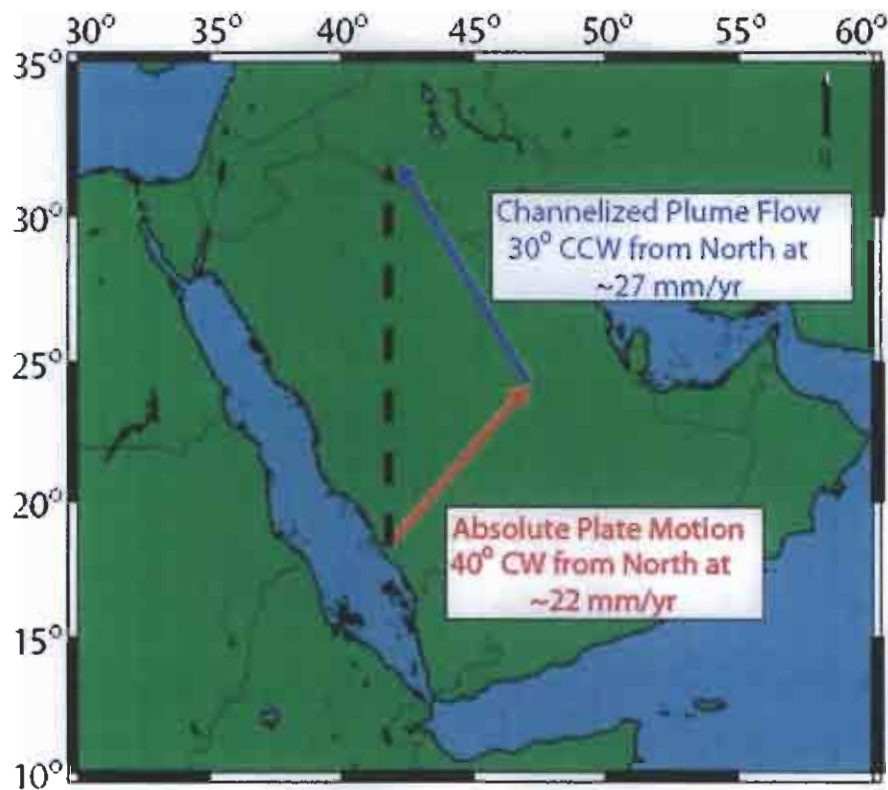 30° 35° 40° 45° 50° 55° 60°
35°
30°
25°
20°
15°
10°
Channelized Plume Flow
30° CCW from North at
~27 mm/yr
Absolute Plate Motion
40° CW from North at
~22 mm/yr